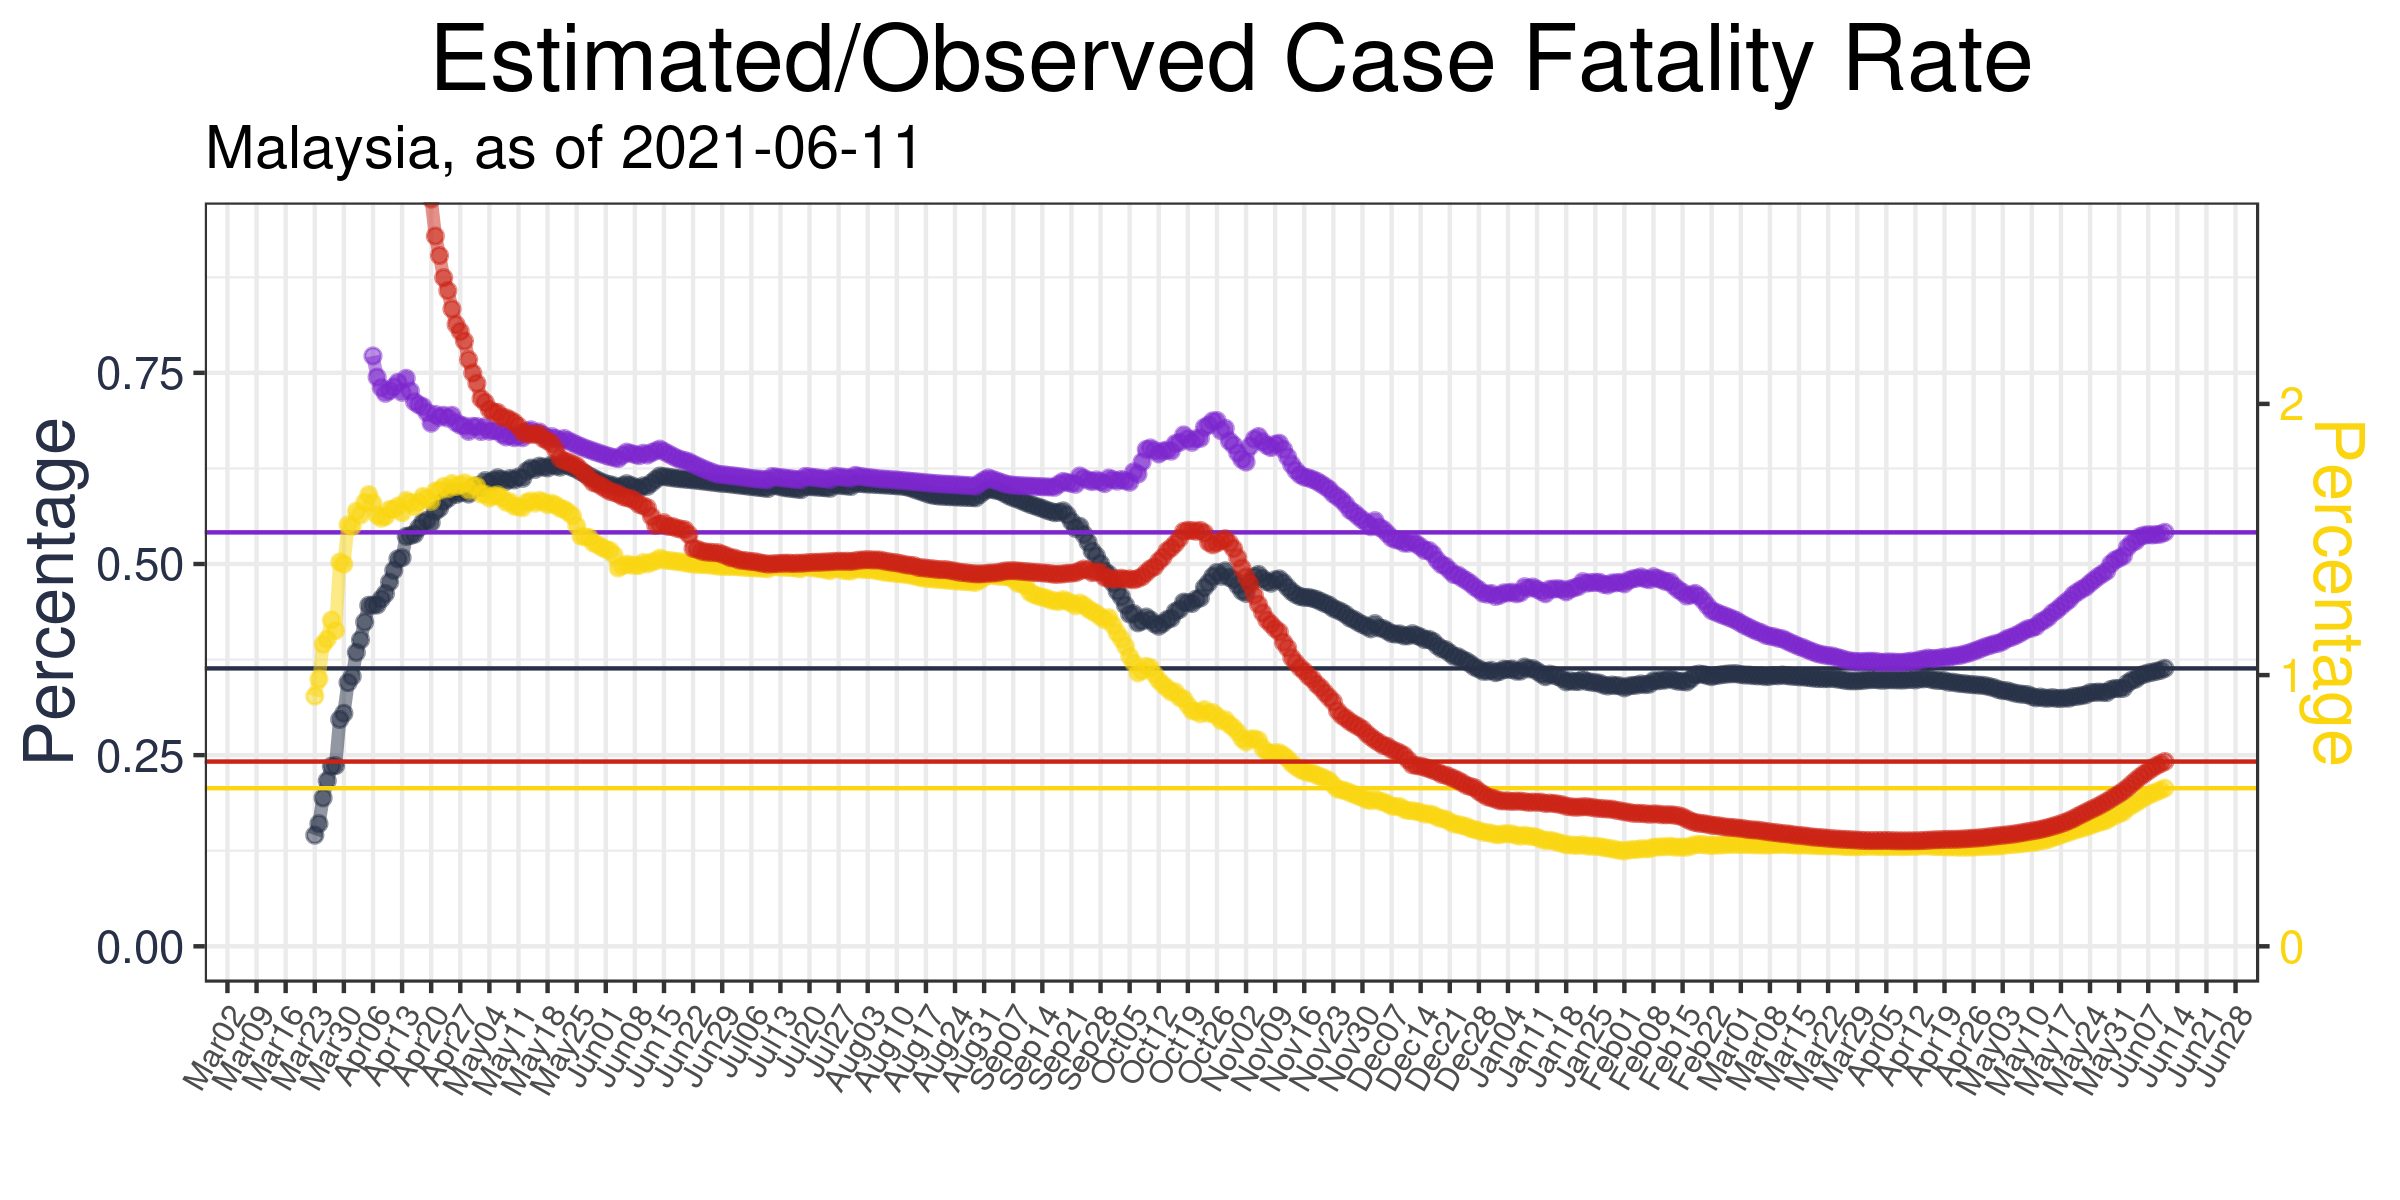 Estimated/Observed Case Fatality Rate
Malaysia, as of 2021-06-11
Percentage
0.75
0.50
0.25
0.00
2
1
0
Percentage
Mar02
Mar09
Mar16
Mar23
Mar30
Apr06
Apr13
Apr20
Apr27
May04
May11
May18
May25
Jun01
Jun08
Jun15
Jun22
Jun29
Jul06
Jul13
Jul20
Jul27
Aug03
Aug10
Aug17
Aug24
Aug31
Sep07
Sep14
Sep21
Sep28
Oct05
Oct12
Oct19
Oct26
Nov02
Nov09
Nov16
Nov23
Nov30
Dec07
Dec14
Dec21
Dec28
Jan04
Jan11
Jan18
Jan25
Feb01
Feb08
Feb15
Feb22
Mar01
Mar08
Mar15
Mar22
Mar29
Apr05
Apr12
Apr19
Apr26
May03
May10
May17
May24
May31
Jun07
Jun14
Jun21
Jun28